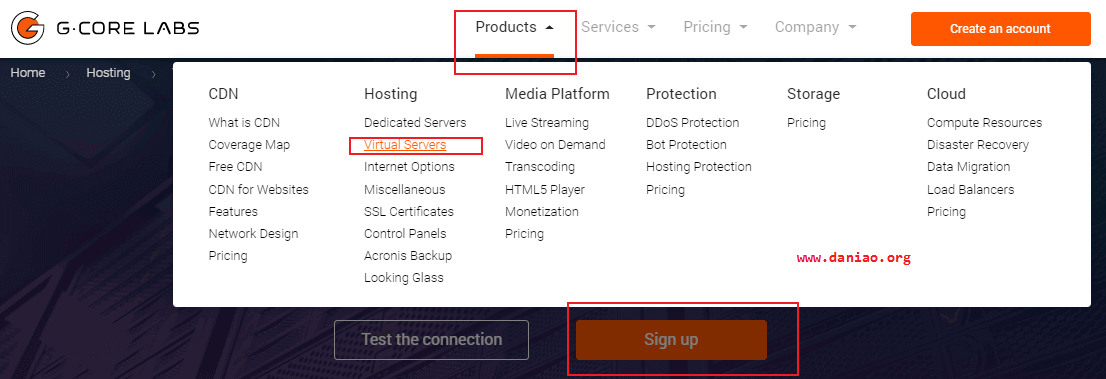 G·CORE LABS
Products Services Pricing Company Create an account
Home Hosting
CDN
What is CDN
Coverage Map
Free CDN
CDN for Websites
Features
Network Design
Pricing
Hosting
Dedicated Servers
Virtual Servers
Internet Options
Miscellaneous
SSL Certificates
Control Panels
Acronis Backup
Looking Glass
Media Platform
Live Streaming
Video on Demand
Transcoding
HTML5 Player
Monetization
Pricing
Protection
DDoS Protection
Bot Protection
Hosting Protection
Pricing
Storage
Pricing
Cloud
Compute Resources
Disaster Recovery
Data Migration
Load Balancers
Pricing
www.daniao.org
Test the connection
Sign up